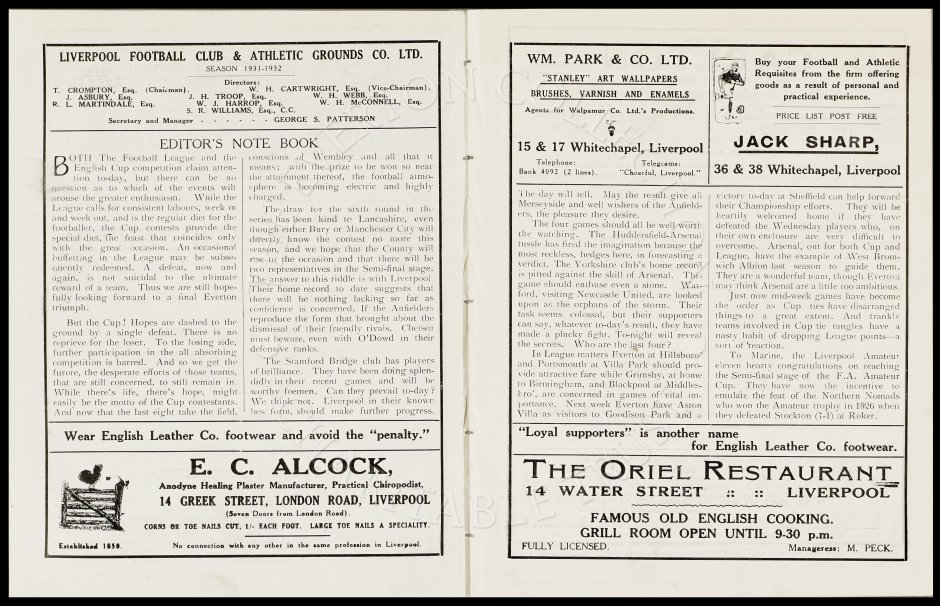 LIVERPOOL FOOTBALL CLUB & ATHLETIC GROUNDS CO. LTD.
SEASON 1931-1932
Directors:
T. CROMPTON, Esq. (Chairman). W. H. CARTWRIGHT, Esq. (Vice-Chairman).
J. ASBURY, Esq. J. H. TROOP, Esq. W. H. WEBB, Esq.
R. L. MARTINDALE, Esq. W. J. HARROP, Esq. W. H. McCONNELL, Esq.
S. R. WILLIAMS, Esq., C.C.
Secretary and Manager - - - - - - GEORGE S. PATTERSON
EDITOR'S NOTE BOOK
BOTH The Football League and the
English Cup competition claim atten-
tion to-day, but there can be no
question as to which of the events will
arouse the greater enthusiasm. While the
League calls for consistent labours, week in
and week out, and is the regular diet for the
footballer, the Cup contests provide the
special diet, the feast that coincides only
with the great occasion. An occasional
buffetting in the League may be subse-
quently redeemed. A defeat, now and
again, is not suicidal to the ultimate
reward of a team. Thus we are still hope-
fully looking forward to a final Everton
triumph.
But the Cup! Hopes are dashed to the
ground by a single defeat. There is no
reprieve for the loser. To the losing side,
further participation in the all absorbing
competition is barred. And so we get the
furore, the desperate efforts of those teams,
that are still concerned, to still remain in.
While there's life, there's hope, might
easily be the motto of the Cup contestants.
And now that the last eight take the field,
conscious of Wembley and all that it
means; with the prize to be won so near
the attainment thereof, the football atmo-
sphere is becoming electric and highly
charged.
The draw for the sixth round in the
series has been kind to Lancashire, even
though either Bury or Manchester City will
directly know the contest no more this
season, and we hope that the County will
rise to the occasion and that there will be
two representatives in the Semi-final stage.
The answer to this riddle is with Liverpool
Their home record to date suggests that
there will be nothing lacking so far as
confidence is concerned. If the Anfielders
reproduce the form that brought about the
dismissal of their friendly rivals, Chelsea
must beware, even with O'Dowd in their
defensive ranks.
The Stamford Bridge club has players
of brilliance. They have been doing splen-
didly in their recent games and will be
worthy foemen. Can they prevail to-day?
We think not. Liverpool in their known
bes form, should make further progress.
Wear English Leather Co. footwear and avoid the "penalty."
E. C. ALCOCK,
Anodyne Healing Plaster Manufacturer, Practical Chiropodist,
14 GREEK STREET, LONDON ROAD, LIVERPOOL
(Seven Doors from London Road).
CORNS OR TOE NAILS CUT, 1/- EACH FOOT. LARGE TOE NAILS A SPECIALITY.
Established 1850. No connection with any other in the same profession in Liverpool.
WM. PARK & CO. LTD.
"STANLEY" ART WALLPAPERS
BRUSHES, VARNISH AND ENAMELS
Agents for Walpamur Co. Ltd.'s Productions.
15 & 17 Whitechapel, Liverpool
Telephone: Telegrams:
Bank 4092 (2 lines). "Cheerful, Liverpool."
Buy your Football and Athletic
Requisites from the firm offering
goods as a result of personal and
practical experience.
PRICE LIST POST FREE
JACK SHARP,
36 & 38 Whitechapel, Liverpool
The day will tell. May the result give all
Merseyside and well wishers of the Anfield-
ers, the pleasure they desire.
The four games should all be well worth
the watching. The Huddersfield-Arsenal
tussle has fired the imagination because the
most reckless, hedges here, in forecasting a
verdict. The Yorkshire club's home record
is pitted against the skill of Arsenal. The
game should enthuse even a stone. Wat-
ford, visiting Newcastle United, are looked
upon as the orphans of the storm. Their
task seems colossal, but their supporters
can say, whatever to-day's result, they have
made a plucky fight. To-night will reveal
the secrets. Who are the last four?
In League matters Everton at Hillsboro'
and Portsmouth at Villa Park should pro-
vide attractive fare while Grimsby, at home
to Birmingham, and Blackpool at Middles-
bro', are concerned in games of vital im-
portance. Next week Everton have Aston
Villa as visitors to Goodison Park and a
victory to-day at Sheffield can help forward
their Championship efforts. They will be
heartily welcomed home if they have
defeated the Wednesday players who, on
their own enclosure are very difficult to
overcome. Arsenal, out for both Cup and
League, have the example of West Brom-
wich Albion last season to guide them.
They are a wonderful team, though Everton
may think Arsenal are a little too ambitious.
Just now mid-week games have become
the order as Cup ties have disarranged
things to a great extent. And frankly
teams involved in Cup tie tangles have a
nasty habit of dropping League points—a
sort of reaction.
To Marine, the Liverpool Amateur
eleven hearty congratulations on reaching
the Semi-final stage of the F.A. Amateur
Cup. They have now the incentive to
emulate the feat of the Northern Nomads
who won the Amateur trophy in 1926 when
they defeated Stockton (7-1) at Roker.
"Loyal supporters" is another name
for English Leather Co. footwear.
THE ORIEL RESTAURANT
14 WATER STREET :: :: LIVERPOOL
FAMOUS OLD ENGLISH COOKING.
GRILL ROOM OPEN UNTIL 9-30 p.m.
FULLY LICENSED. Manageress: M. PECK.